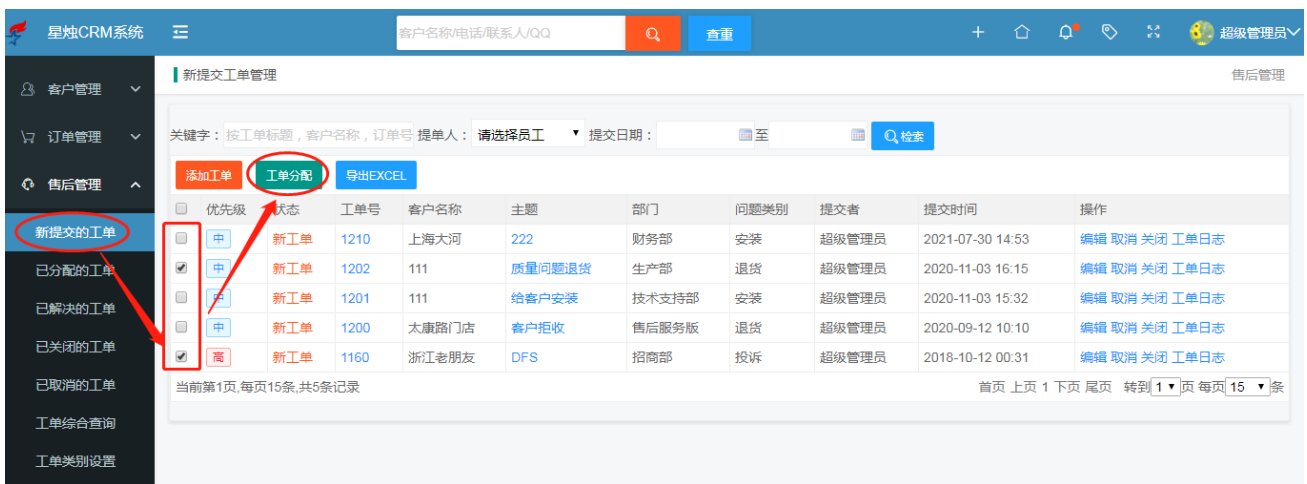 星烛CRM系统 客户名称/电话/联系人/QQ 查重 超级管理员
客户管理
订单管理
售后管理
新提交的工单
已分配的工单
已解决的工单
已关闭的工单
已取消的工单
工单综合查询
工单类别设置
新提交工单管理 售后管理
关键字： 按工单标题，客户名称，订单号 提单人： 请选择员工 提交日期： 至 检索
添加工单 工单分配 导出EXCEL
优先级 状态 工单号 客户名称 主题 部门 问题类别 提交者 提交时间 操作
中 新工单 1210 上海大河 222 财务部 安装 超级管理员 2021-07-30 14:53 编辑 取消 关闭 工单日志
中 新工单 1202 111 质量问题退货 生产部 退货 超级管理员 2020-11-03 16:15 编辑 取消 关闭 工单日志
中 新工单 1201 111 给客户安装 技术支持部 安装 超级管理员 2020-11-03 15:32 编辑 取消 关闭 工单日志
中 新工单 1200 太康路门店 客户拒收 售后服务版 退货 超级管理员 2020-09-12 10:10 编辑 取消 关闭 工单日志
高 新工单 1160 浙江老朋友 DFS 招商部 投诉 超级管理员 2018-10-12 00:31 编辑 取消 关闭 工单日志
当前第1页,每页15条,共5条记录 首页 上页 1 下页 尾页 转到 1 页 每页 15 条